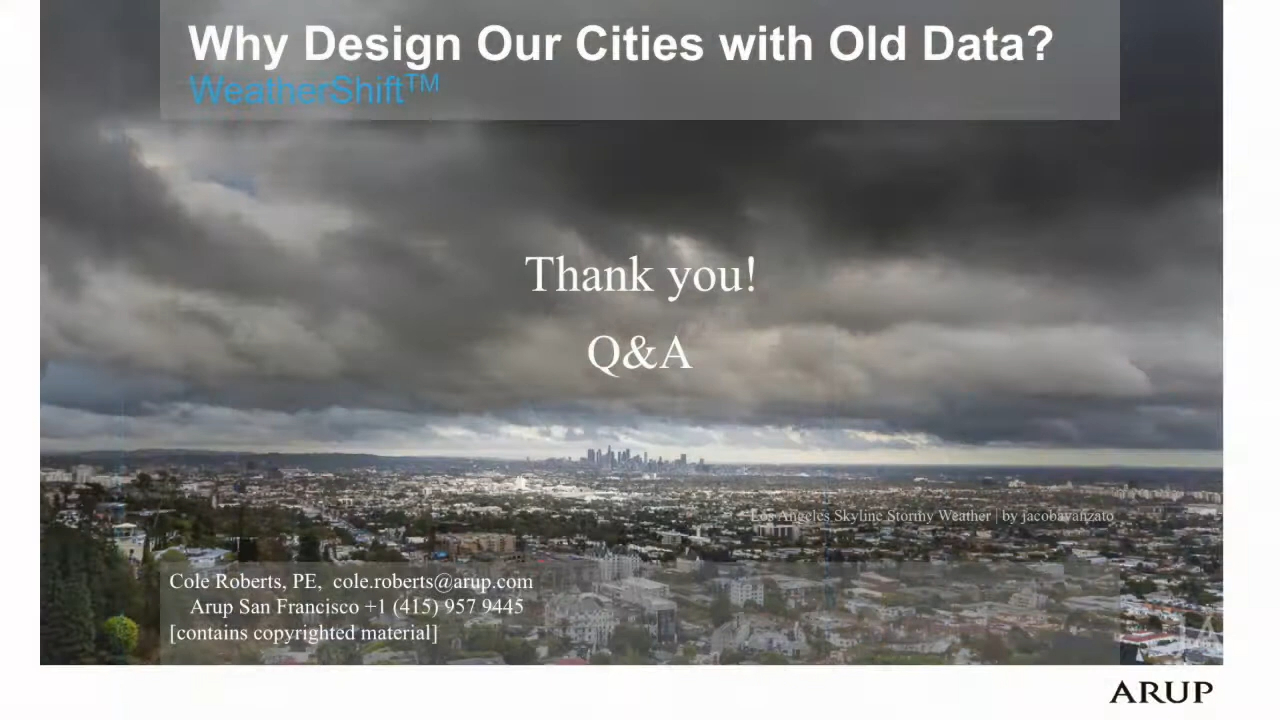 Why Design Our Cities with Old Data?
WeatherShift™
Thank you!
Q&A
Los Angeles Skyline Stormy Weather | by jacobavanzato
Cole Roberts, PE, cole.roberts@arup.com
Arup San Francisco +1 (415) 957 9445
[contains copyrighted material]
ARUP